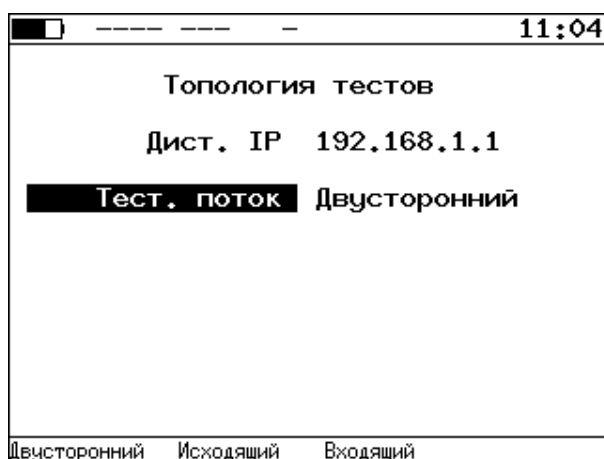 ---- --- - 11:04
Топология тестов
Дист. IP 192.168.1.1
Тест. поток Двусторонний
Двусторонний Исходящий Входящий